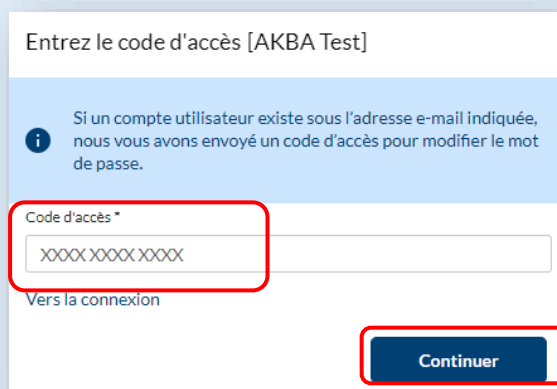 Entrez le code d'accès [AKBA Test]
Si un compte utilisateur existe sous l’adresse e-mail indiquée,
nous vous avons envoyé un code d’accès pour modifier le mot
de passe.
Code d'accès *
XXXX XXXX XXXX
Vers la connexion
Continuer